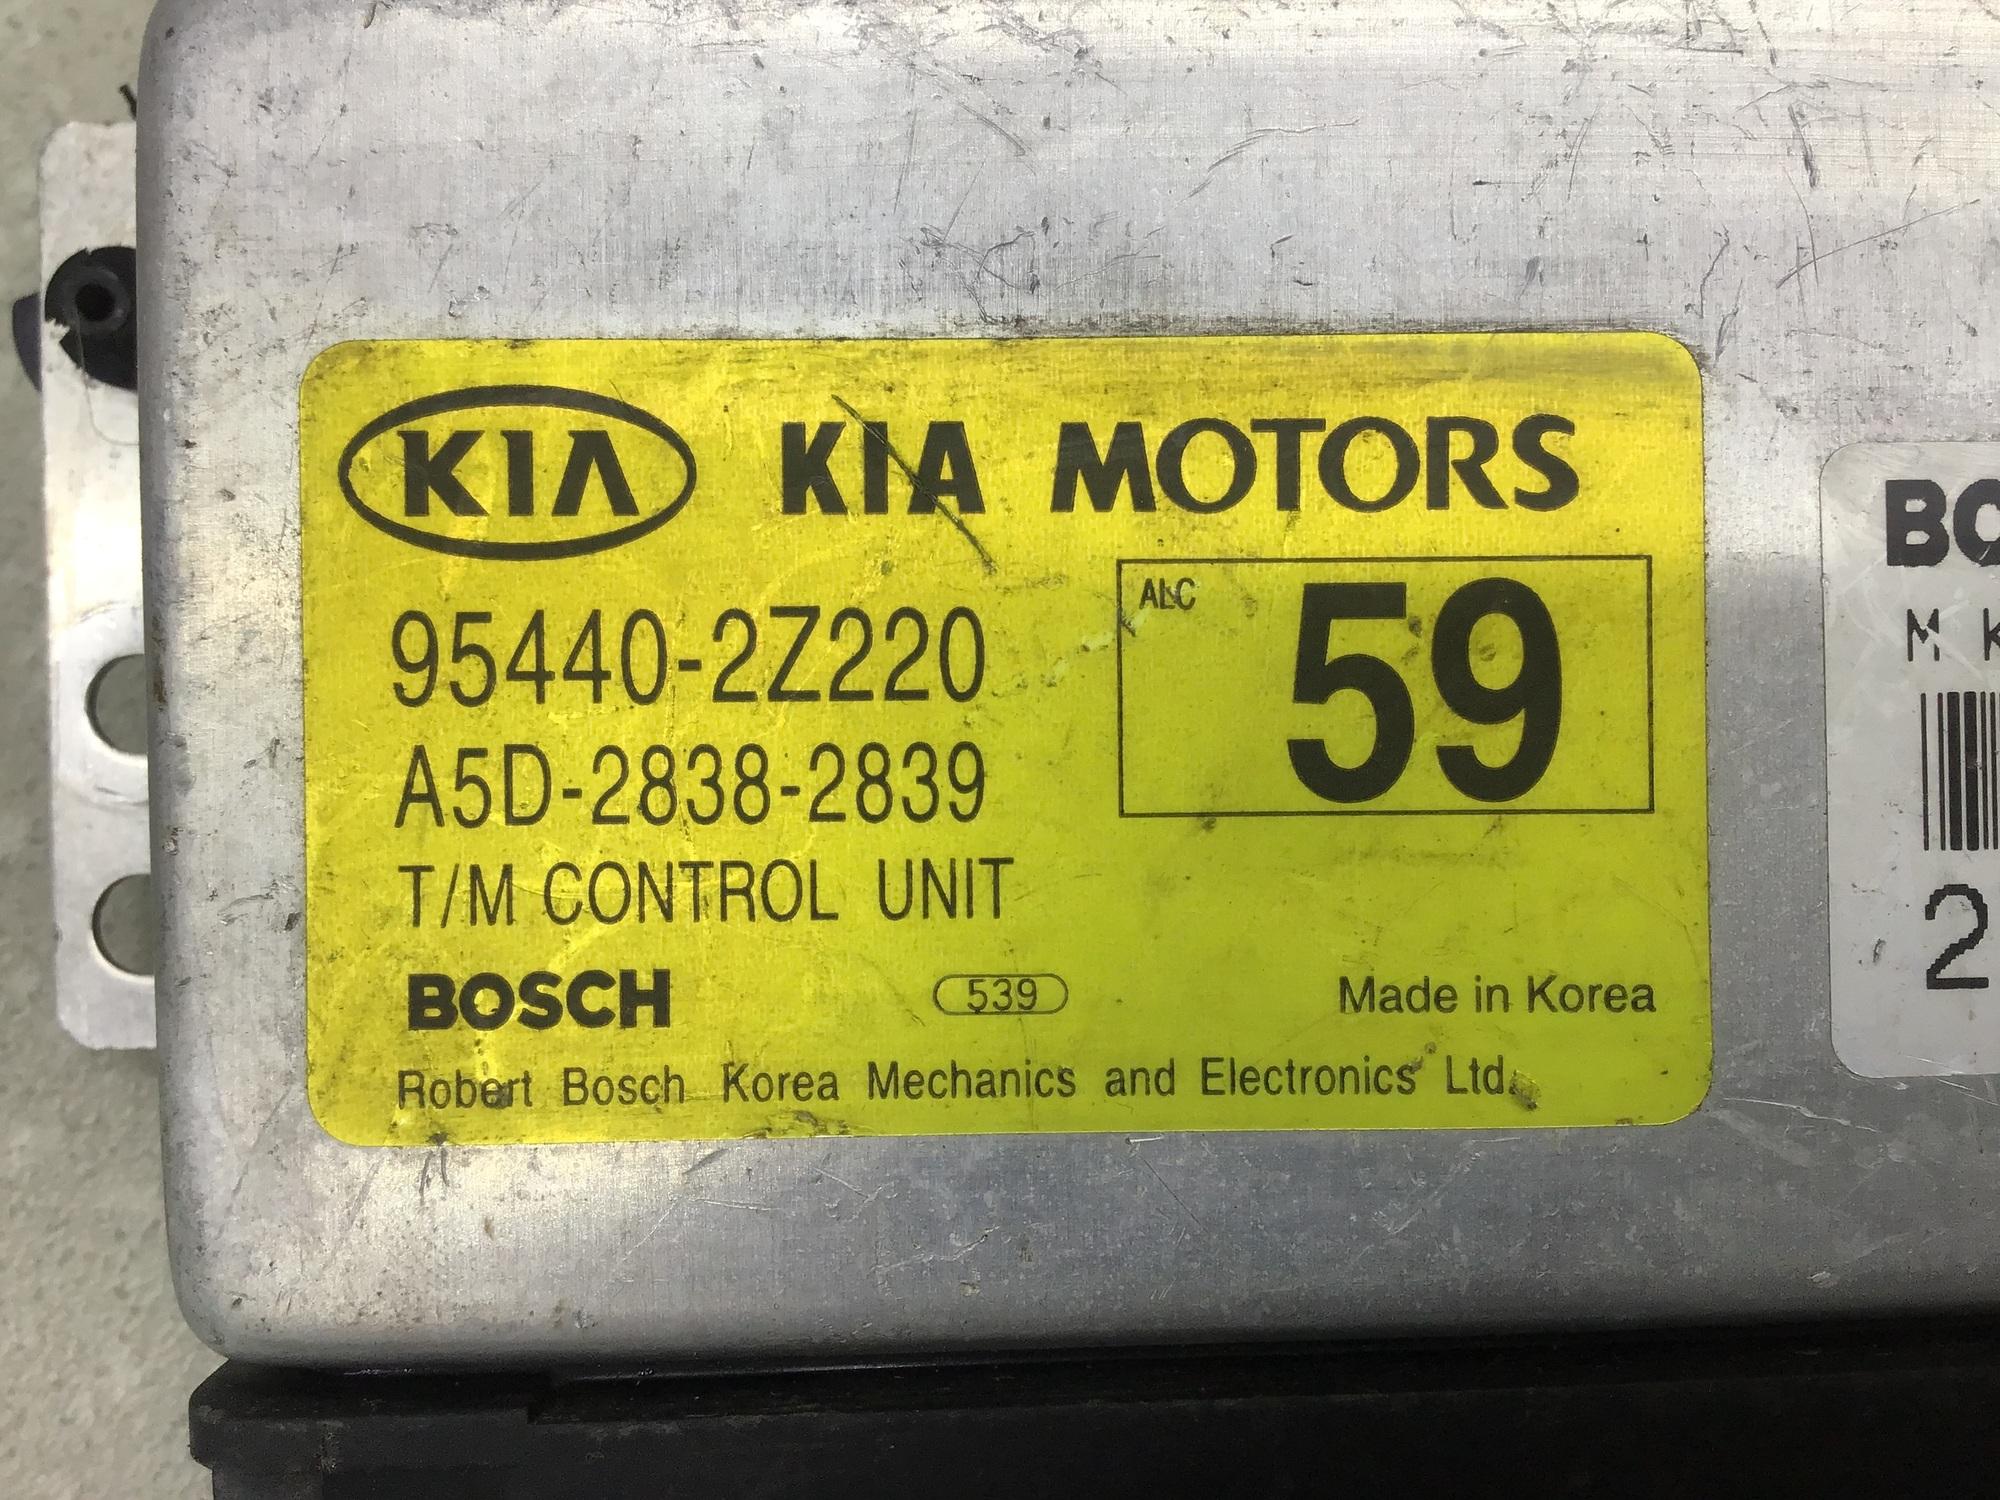 KIA KIA MOTORS
95440-2Z220
ALC 59
A5D-2838-2839
T/M CONTROL UNIT
BOSCH 539 Made in Korea
Robert Bosch Korea Mechanics and Electronics Ltd.
M
2